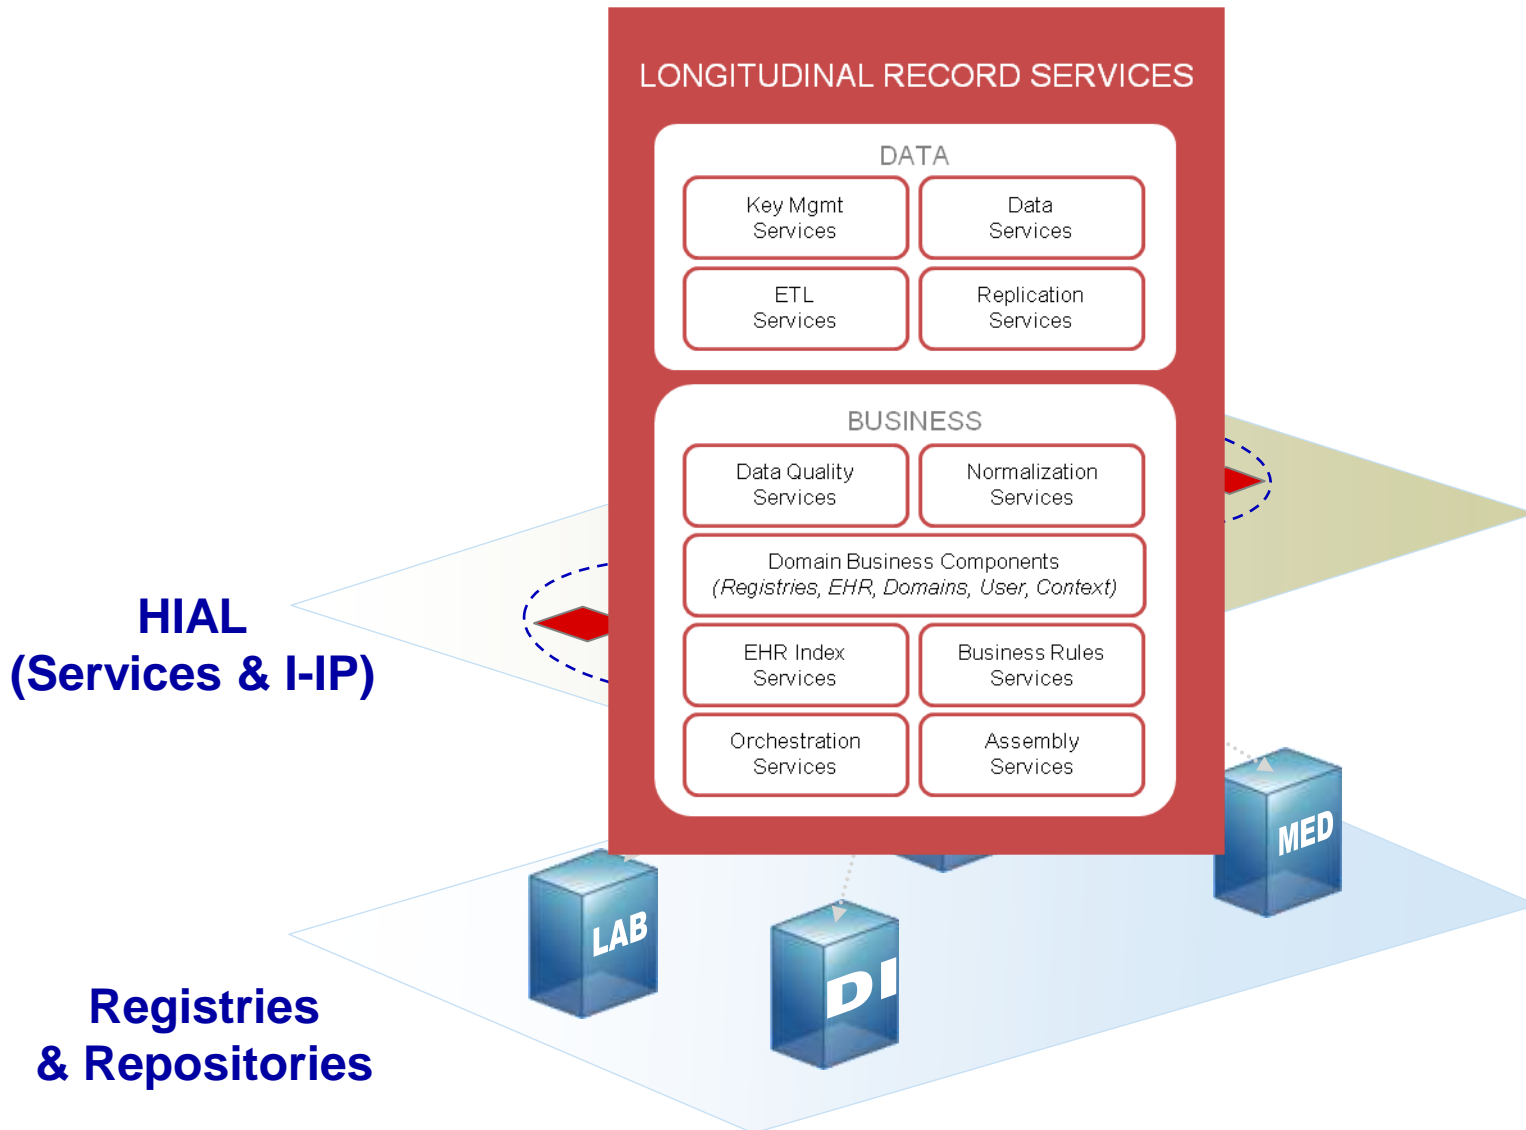 LONGITUDINAL RECORD SERVICES
DATA
Key Mgmt
Services
Data
Services
ETL
Services
Replication
Services
BUSINESS
Data Quality
Services
Normalization
Services
Domain Business Components
(Registries, EHR, Domains, User, Context)
EHR Index
Services
Business Rules
Services
Orchestration
Services
Assembly
Services
HIAL
(Services & I-IP)
MED
LAB
DI
Registries
& Repositories